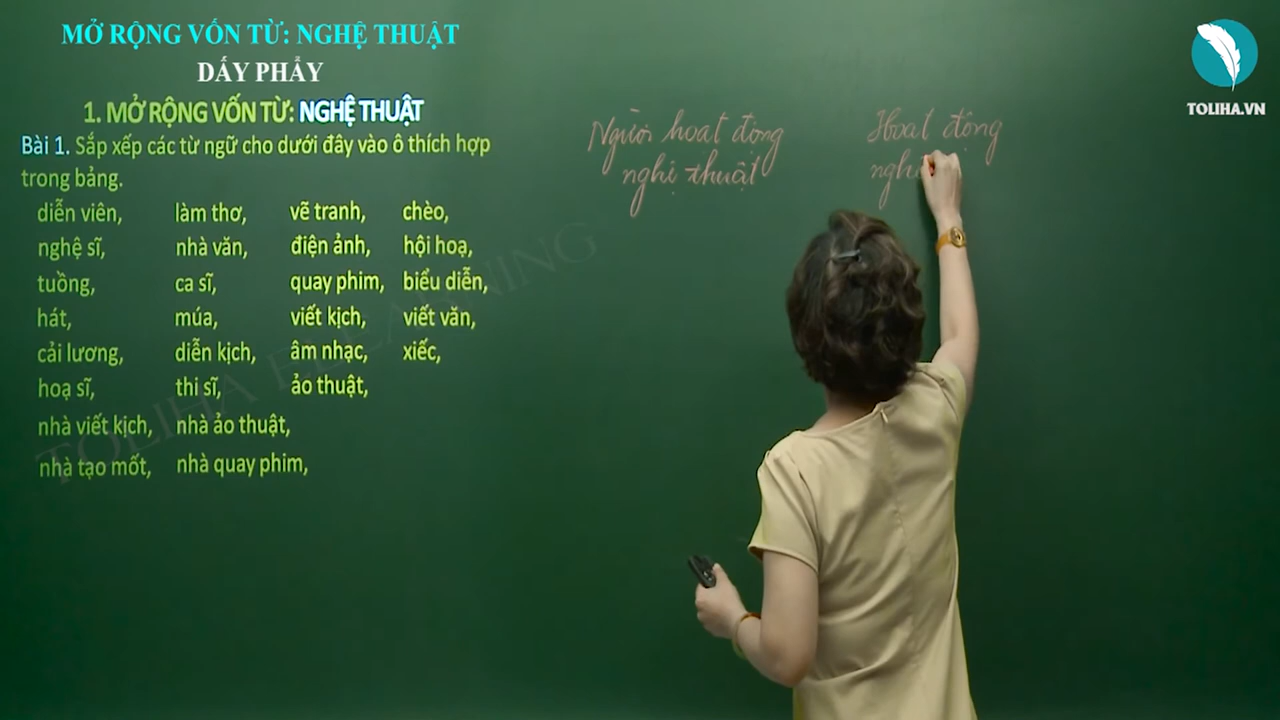 MỞ RỘNG VỐN TỪ: NGHỆ THUẬT
DẤY PHẨY
1. MỞ RỘNG VỐN TỪ: NGHỆ THUẬT
Bài 1. Sắp xếp các từ ngữ cho dưới đây vào ô thích hợp
trong bảng.
diễn viên, làm thơ, vẽ tranh, chèo,
nghệ sĩ, nhà văn, điện ảnh, hội hoạ,
tuồng, ca sĩ, quay phim, biểu diễn,
hát, múa, viết kịch, viết văn,
cải lương, diễn kịch, âm nhạc, xiếc,
hoạ sĩ, thi sĩ, ảo thuật,
nhà viết kịch, nhà ảo thuật,
nhà tạo mốt, nhà quay phim,
Người hoạt động
nghệ thuật
Hoạt động
ngh
TOLIHA E-LEARNING
TOLIHA.VN